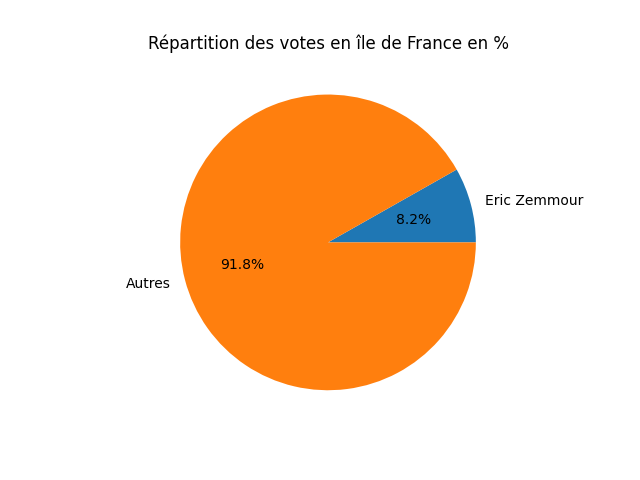 Répartition des votes en île de France en %
Eric Zemmour
8.2%
91.8%
Autres